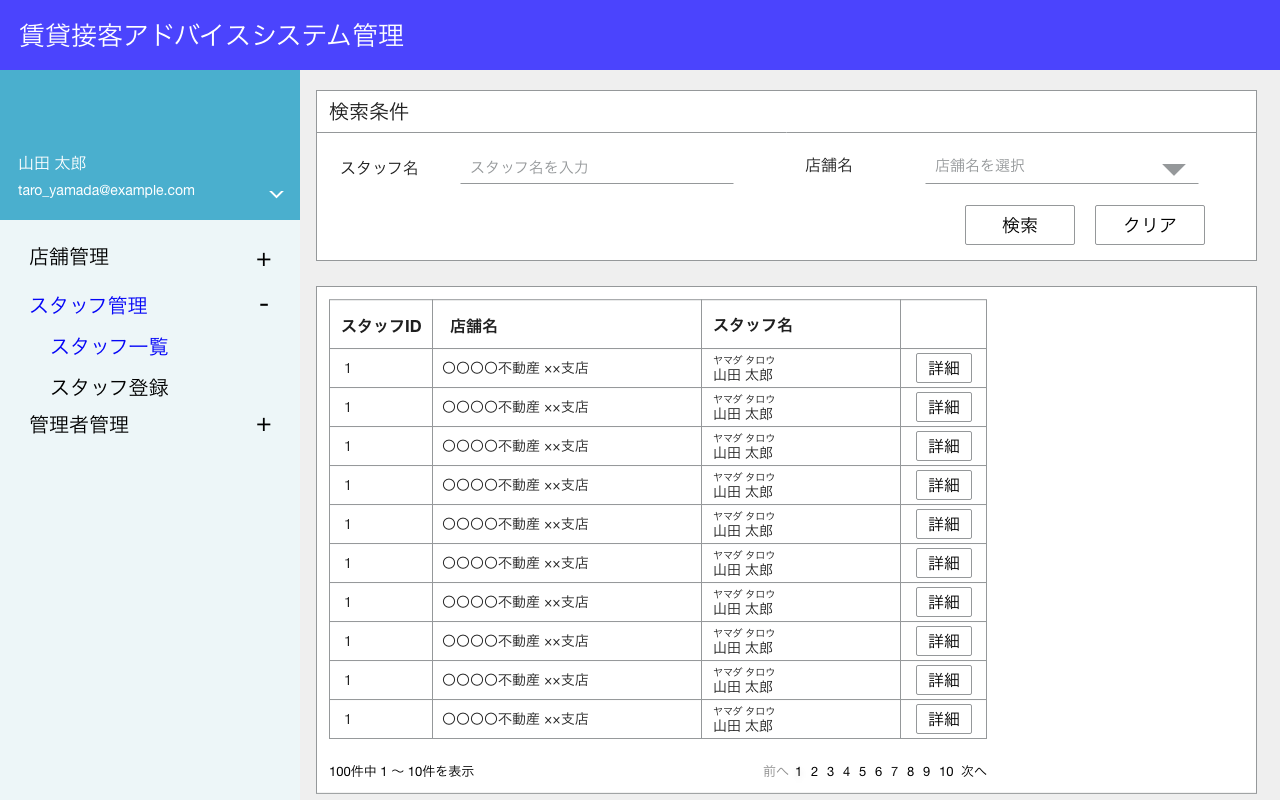 賃貸接客アドバイスシステム管理
山田 太郎
taro_yamada@example.com
店舗管理 +
スタッフ管理 -
スタッフ一覧
スタッフ登録
管理者管理 +
検索条件
スタッフ名 スタッフ名を入力 店舗名 店舗名を選択
検索 クリア
スタッフID 店舗名 スタッフ名
ヤマダ タロウ
1 〇〇〇〇不動産 ××支店 山田 太郎 詳細
ヤマダ タロウ
1 〇〇〇〇不動産 ××支店 山田 太郎 詳細
ヤマダ タロウ
1 〇〇〇〇不動産 ××支店 山田 太郎 詳細
ヤマダ タロウ
1 〇〇〇〇不動産 ××支店 山田 太郎 詳細
ヤマダ タロウ
1 〇〇〇〇不動産 ××支店 山田 太郎 詳細
ヤマダ タロウ
1 〇〇〇〇不動産 ××支店 山田 太郎 詳細
ヤマダ タロウ
1 〇〇〇〇不動産 ××支店 山田 太郎 詳細
ヤマダ タロウ
1 〇〇〇〇不動産 ××支店 山田 太郎 詳細
ヤマダ タロウ
1 〇〇〇〇不動産 ××支店 山田 太郎 詳細
ヤマダ タロウ
1 〇〇〇〇不動産 ××支店 山田 太郎 詳細
100件中 1 〜 10件を表示 前へ 1 2 3 4 5 6 7 8 9 10 次へ